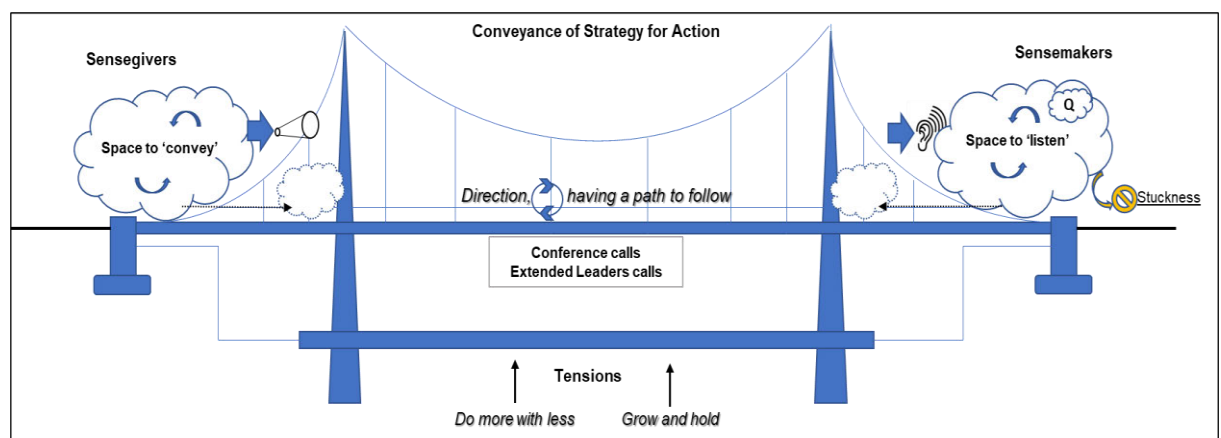 Conveyance of Strategy for Action
Sensegivers
Sensemakers
Q
Space to ‘convey’
Space to ‘listen’
Direction, having a path to follow
Stuckness
Conference calls
Extended Leaders calls
Tensions
Do more with less
Grow and hold